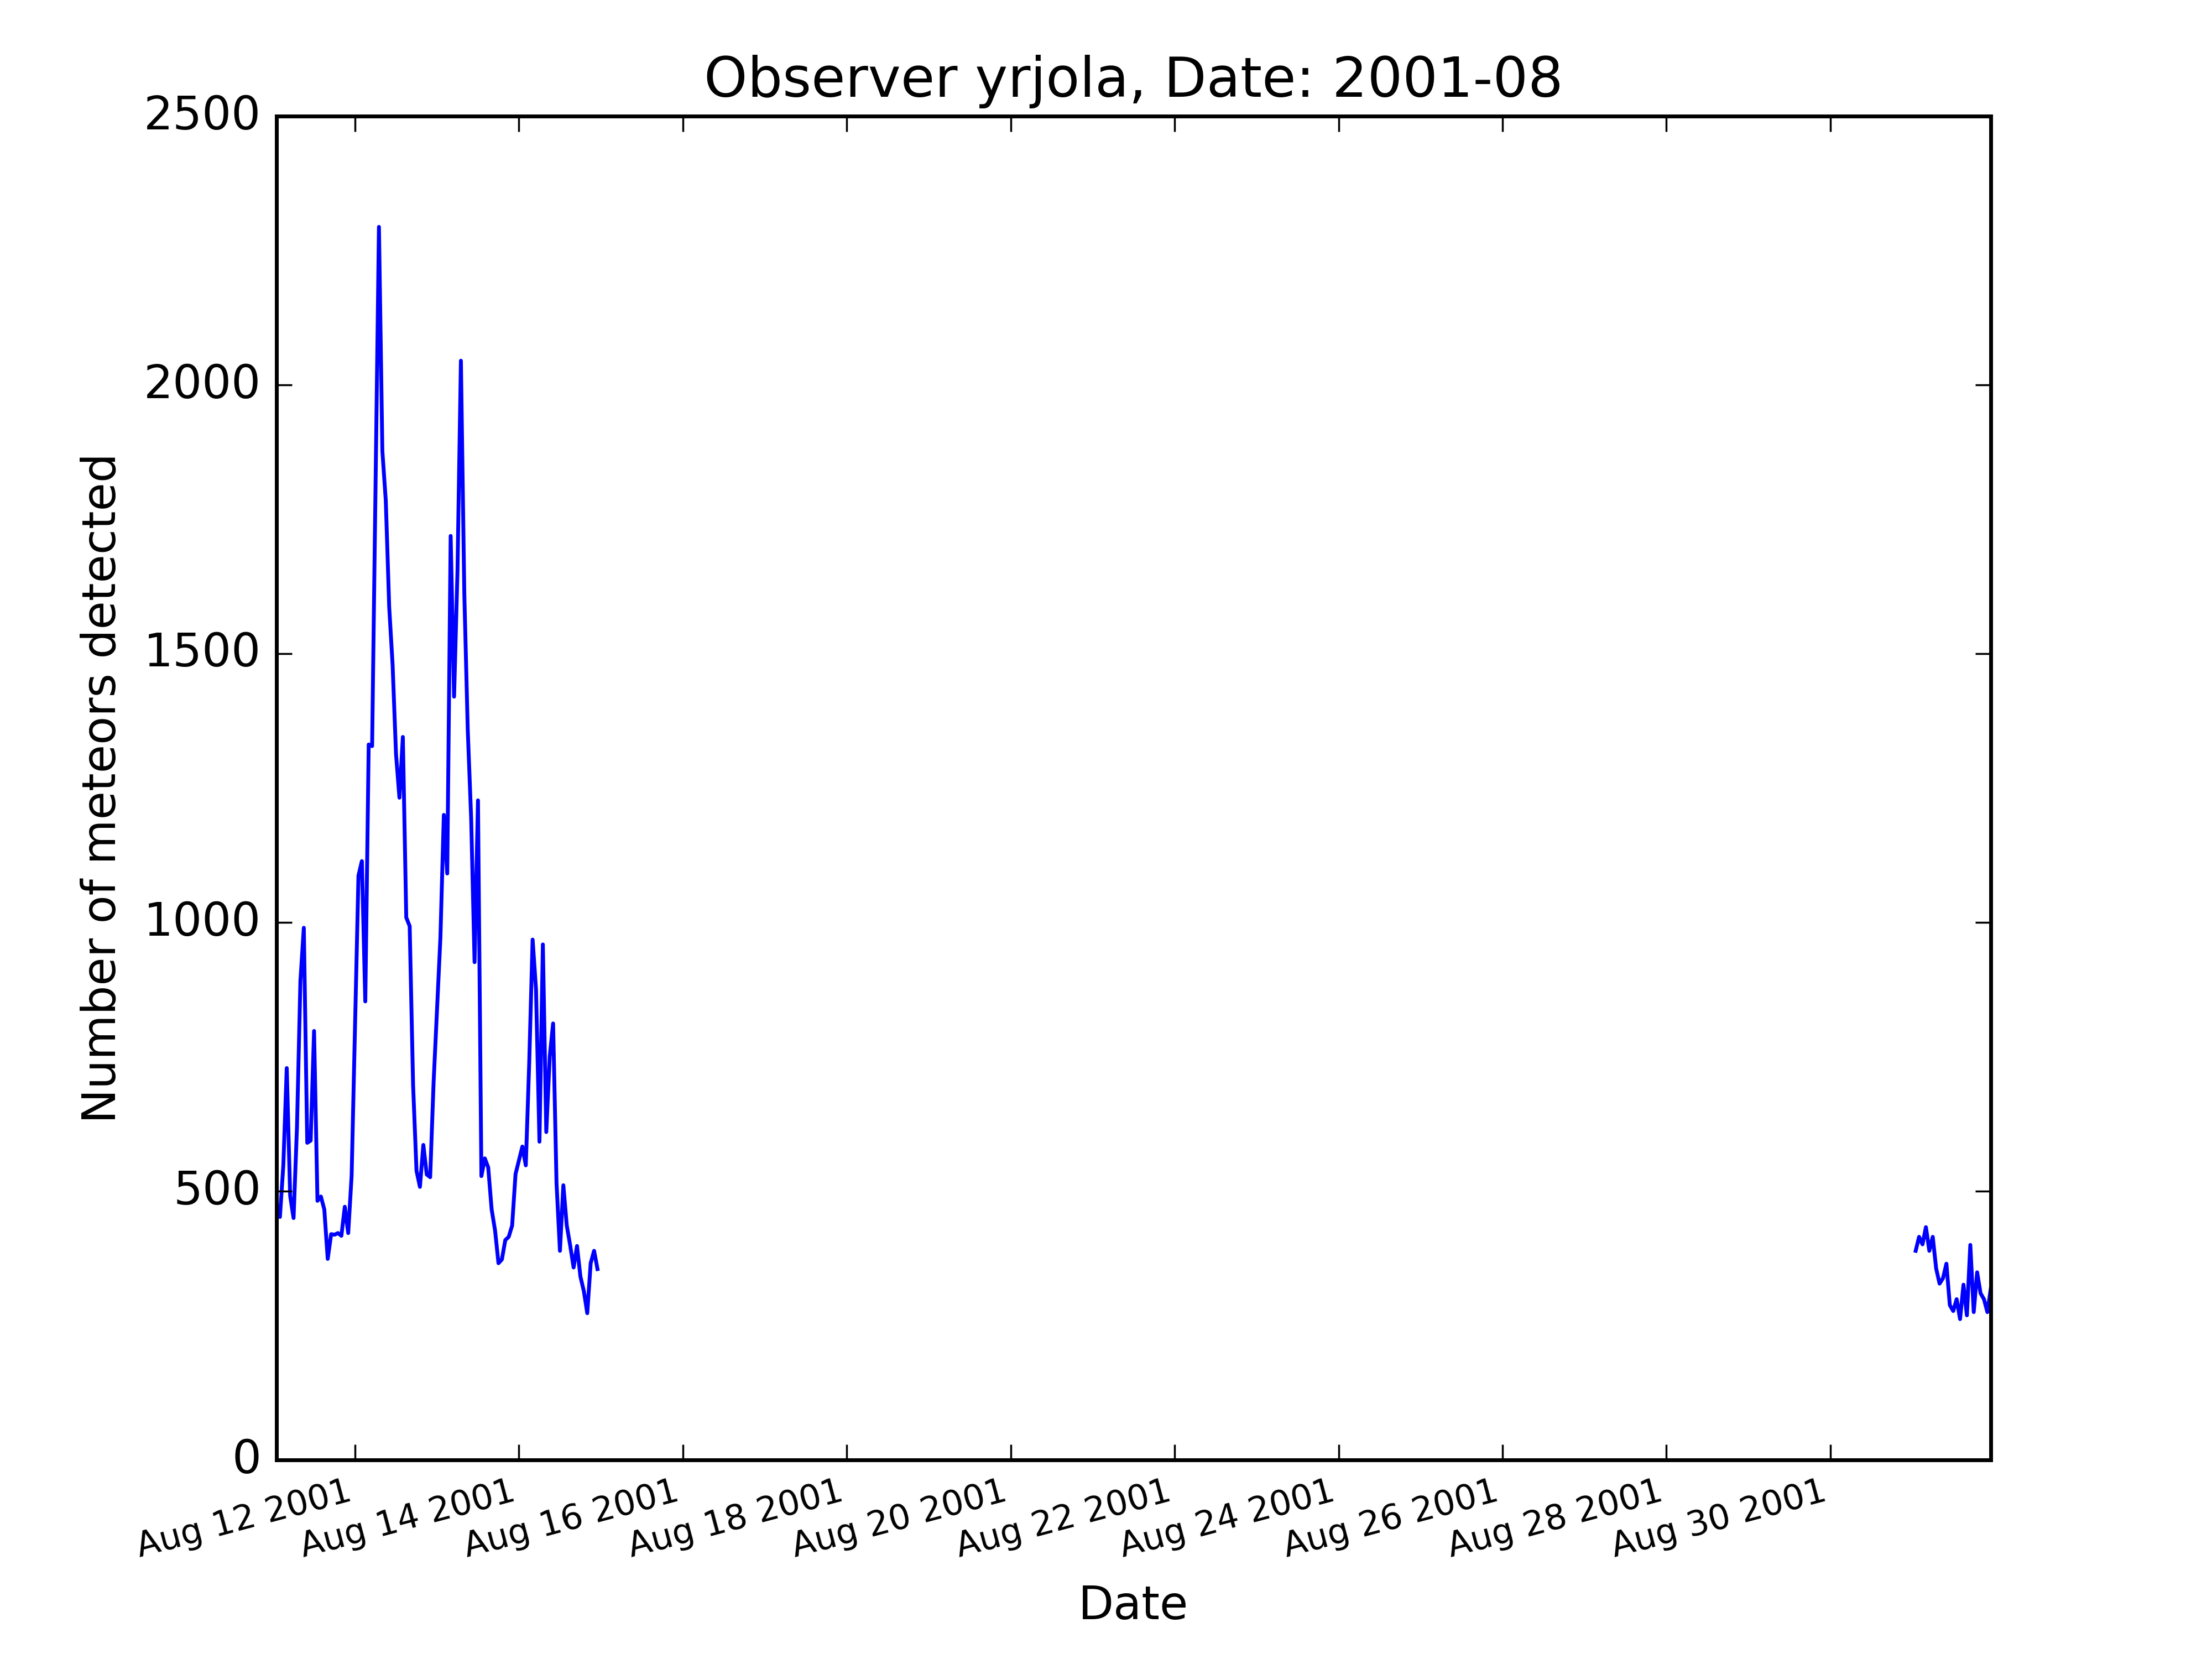 Observer yrjola, Date: 2001-08
2500
2000
1500
1000
500
0
Number of meteors detected
Aug 12 2001
Aug 14 2001
Aug 16 2001
Aug 18 2001
Aug 20 2001
Aug 22 2001
Aug 24 2001
Aug 26 2001
Aug 28 2001
Aug 30 2001
Date